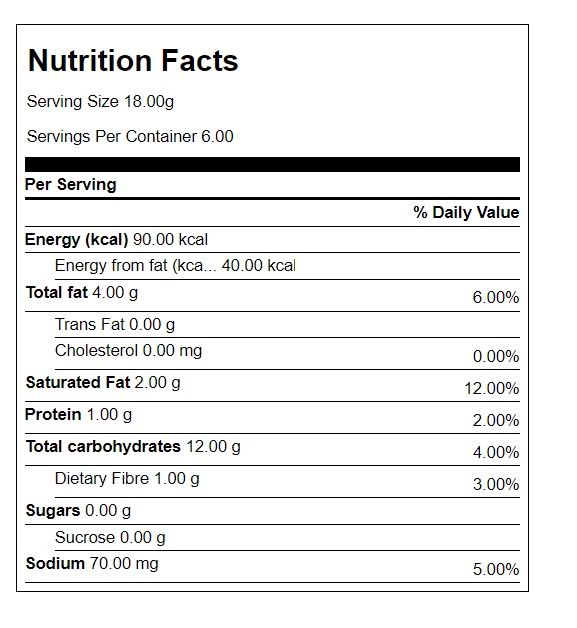 Nutrition Facts
Serving Size 18.00g
Servings Per Container 6.00
Per Serving
% Daily Value
Energy (kcal) 90.00 kcal
Energy from fat (kca... 40.00 kcal
Total fat 4.00 g 6.00%
Trans Fat 0.00 g
Cholesterol 0.00 mg 0.00%
Saturated Fat 2.00 g 12.00%
Protein 1.00 g 2.00%
Total carbohydrates 12.00 g 4.00%
Dietary Fibre 1.00 g 3.00%
Sugars 0.00 g
Sucrose 0.00 g
Sodium 70.00 mg 5.00%